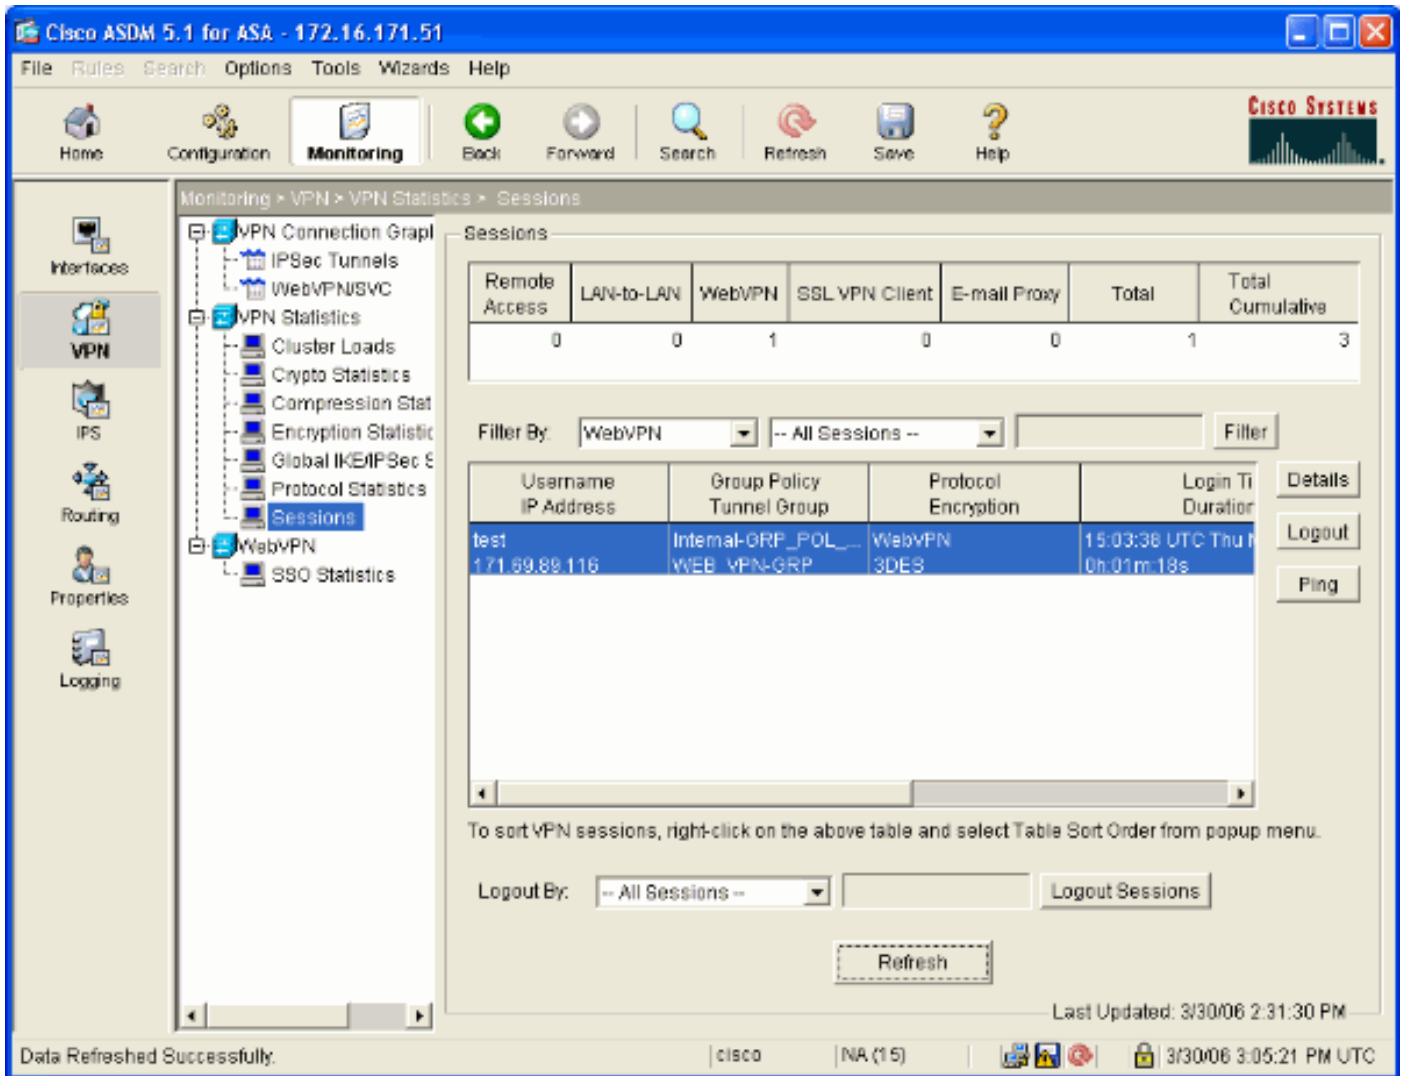 Cisco ASDM 5.1 for ASA - 172.16.171.51
File Rules Search Options Tools Wizards Help
Home Configuration Monitoring Back Forward Search Refresh Save Help
CISCO SYSTEMS
Monitoring > VPN > VPN Statistics > Sessions
Interfaces
VPN
IPS
Routing
Properties
Logging
VPN Connection Grapl
IPSec Tunnels
WebVPN/SVC
VPN Statistics
Cluster Loads
Crypto Statistics
Compression Stat
Encryption Statistic
Global IKE/IPSec S
Protocol Statistics
Sessions
WebVPN
SSO Statistics
Sessions
Remote Access LAN-to-LAN WebVPN SSL VPN Client E-mail Proxy Total Total Cumulative
0 0 1 0 0 1 3
Filter By: WebVPN -- All Sessions -- Filter
Username Group Policy Protocol Login Ti
IP Address Tunnel Group Encryption Duration
test Internal-GRP_POL_... WebVPN 15:03:38 UTC Thu M
171.69.89.116 WEB_VPN-GRP 3DES 0h:01m:18s
Details
Logout
Ping
To sort VPN sessions, right-click on the above table and select Table Sort Order from popup menu.
Logout By: -- All Sessions -- Logout Sessions
Refresh
Last Updated: 3/30/06 2:31:30 PM
Data Refreshed Successfully. cisco NA (15) 3/30/06 3:05:21 PM UTC